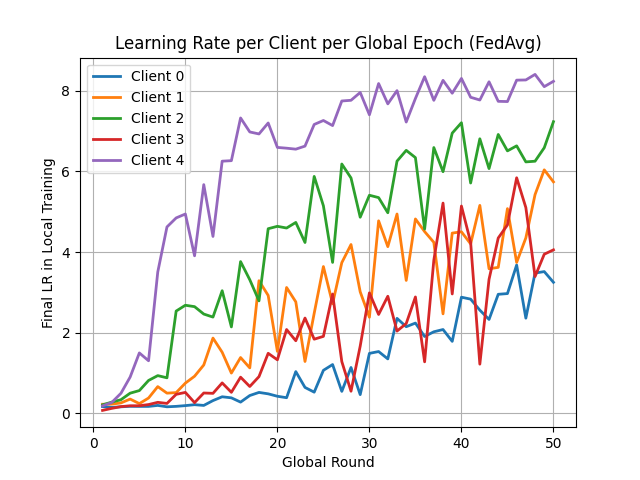 Learning Rate per Client per Global Epoch (FedAvg)
Client 0
Client 1
Client 2
Client 3
Client 4
Final LR in Local Training
8
6
4
2
0
0 10 20 30 40 50
Global Round